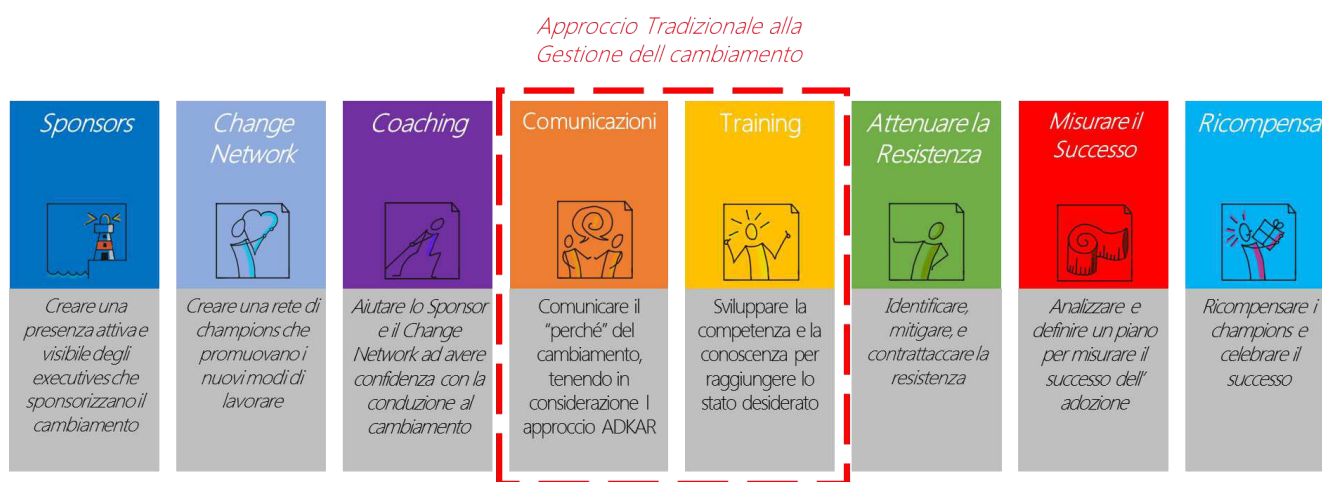 Approccio Tradizionale alla
Gestione dell cambiamento
Sponsors
Creare una
presenza attiva e
visibile degli
executives che
sponsorizzano il
cambiamento
Change
Network
Creare una rete di
champions che
promuovano i
nuovi modi di
lavorare
Coaching
Aiutare lo Sponsor
e il Change
Network ad avere
confidenza con la
conduzione al
cambiamento
Comunicazioni
Comunicare il
“perché” del
cambiamento,
tenendo in
considerazione l
approccio ADKAR
Training
Sviluppare la
competenza e la
conoscenza per
raggiungere lo
stato desiderato
Attenuare la
Resistenza
Identificare,
mitigare, e
contrattaccare la
resistenza
Misurare il
Successo
Analizzare e
definire un piano
per misurare il
successo dell’
adozione
Ricompensa
Ricompensare i
champions e
celebrare il
successo